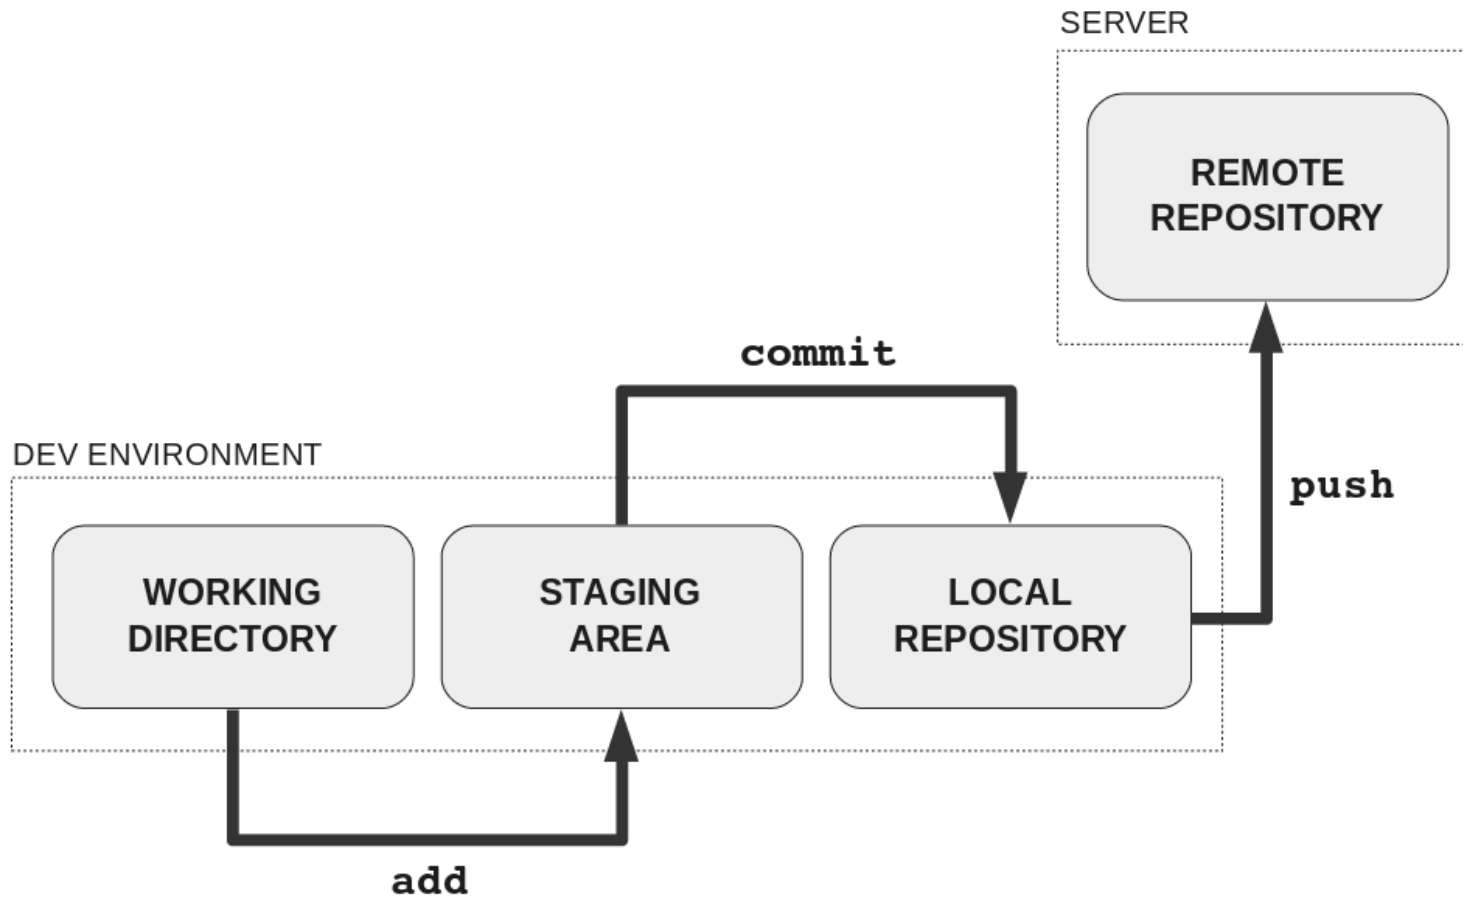 SERVER
REMOTE
REPOSITORY
commit
DEV ENVIRONMENT
push
WORKING
DIRECTORY
STAGING
AREA
LOCAL
REPOSITORY
add